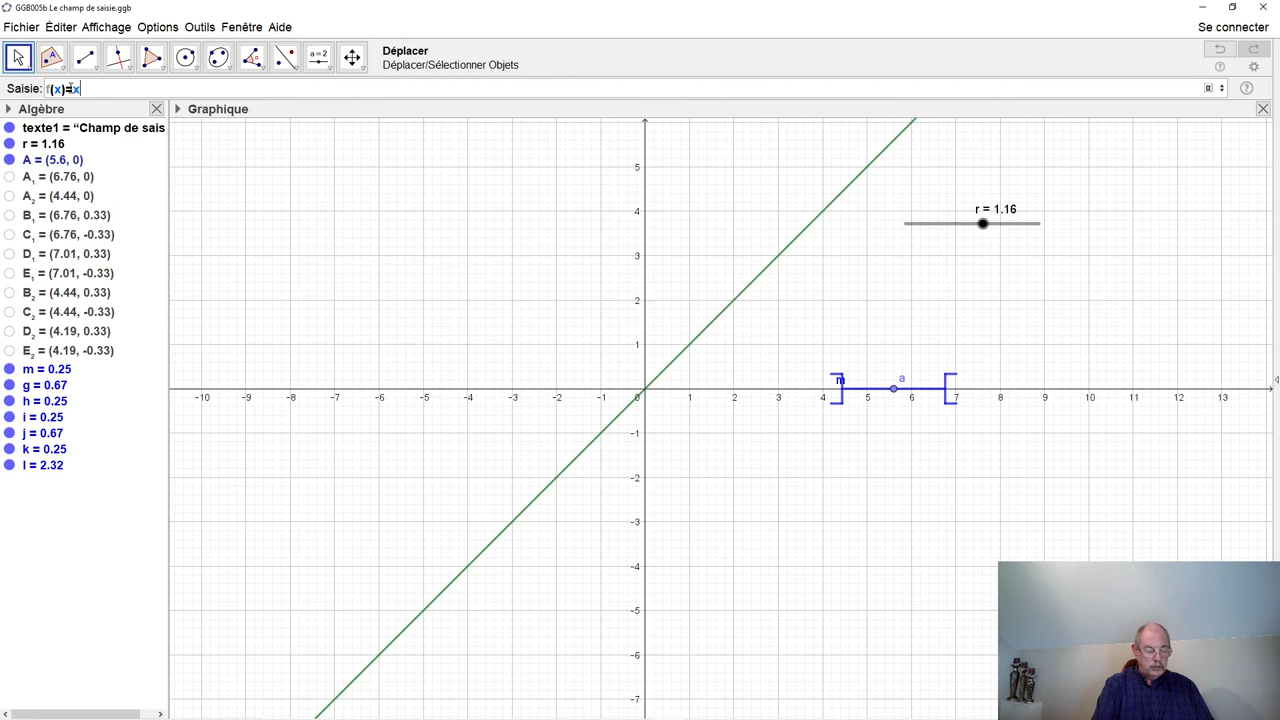 GGB005b Le champ de saisie.ggb
Fichier Éditer Affichage Options Outils Fenêtre Aide
Se connecter
a=2
Déplacer
Déplacer/Sélectionner Objets
Saisie: f(x)=x
Algèbre
Graphique
texte1 = “Champ de sais
r = 1.16
A = (5.6, 0)
A₁ = (6.76, 0)
A₂ = (4.44, 0)
B₁ = (6.76, 0.33)
C₁ = (6.76, -0.33)
D₁ = (7.01, 0.33)
E₁ = (7.01, -0.33)
B₂ = (4.44, 0.33)
C₂ = (4.44, -0.33)
D₂ = (4.19, 0.33)
E₂ = (4.19, -0.33)
m = 0.25
g = 0.67
h = 0.25
i = 0.25
j = 0.67
k = 0.25
l = 2.32
5
r = 1.16
4
3
2
1
m a
-10 -9 -8 -7 -6 -5 -4 -3 -2 -1 0 1 2 3 4 5 6 7 8 9 10 11 12 13
-1
-2
-3
-4
-5
-6
-7